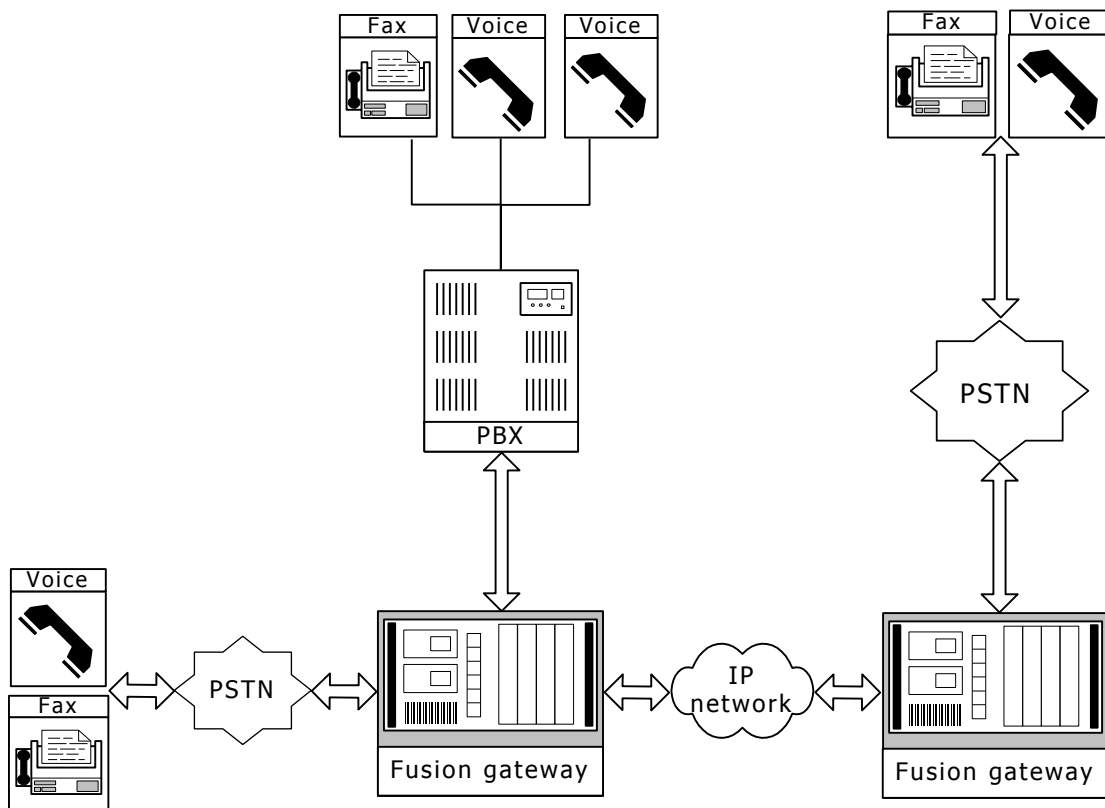 Fax
Voice
Voice
Fax
Voice
PSTN
PBX
Voice
PSTN
IP
network
Fax
Fusion gateway
Fusion gateway